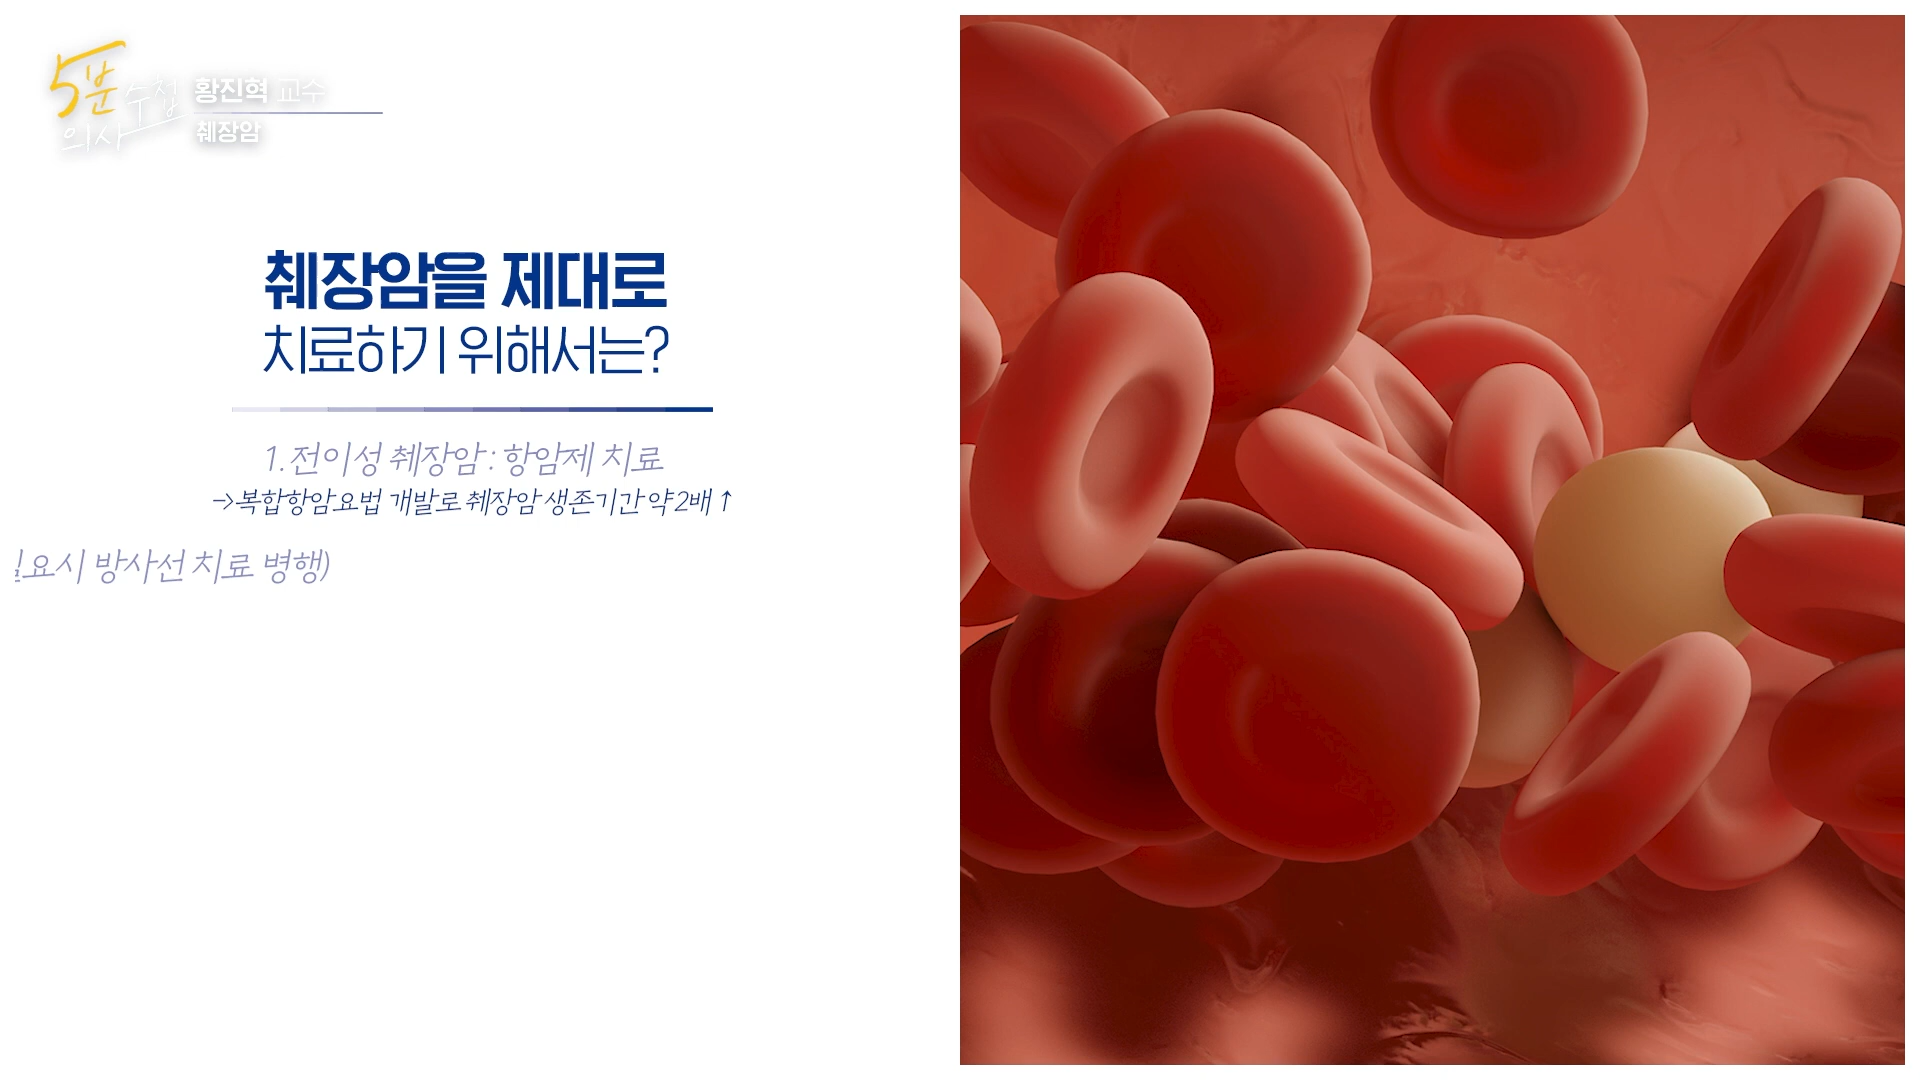 5분
의사수첩
황진혁 교수
췌장암
췌장암을 제대로
치료하기 위해서는?
1. 전이성 췌장암 : 항암제 치료
→복합항암요법 개발로 췌장암 생존기간 약 2배↑
요시 방사선 치료 병행)